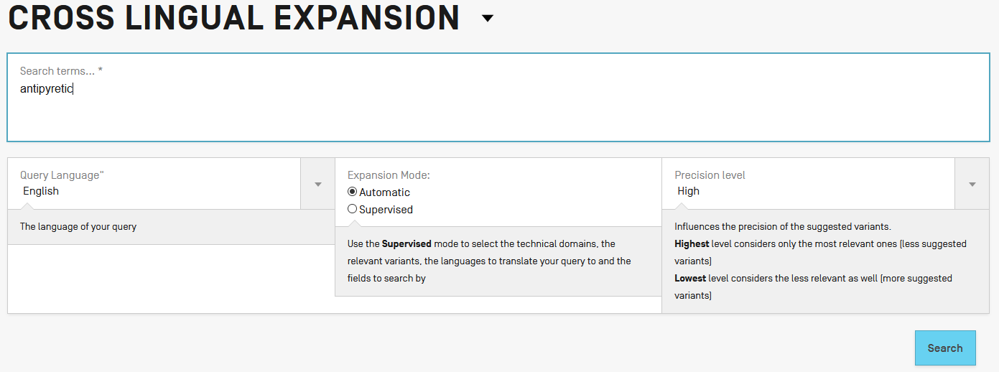 CROSS LINGUAL EXPANSION
Search terms... *
antipyretic
Query Language"
English
The language of your query
Expansion Mode:
Automatic
Supervised
Use the Supervised mode to select the technical domains, the
relevant variants, the languages to translate your query to and the
fields to search by
Precision level
High
Influences the precision of the suggested variants.
Highest level considers only the most relevant ones (less suggested
variants)
Lowest level considers the less relevant as well (more suggested
variants)
Search